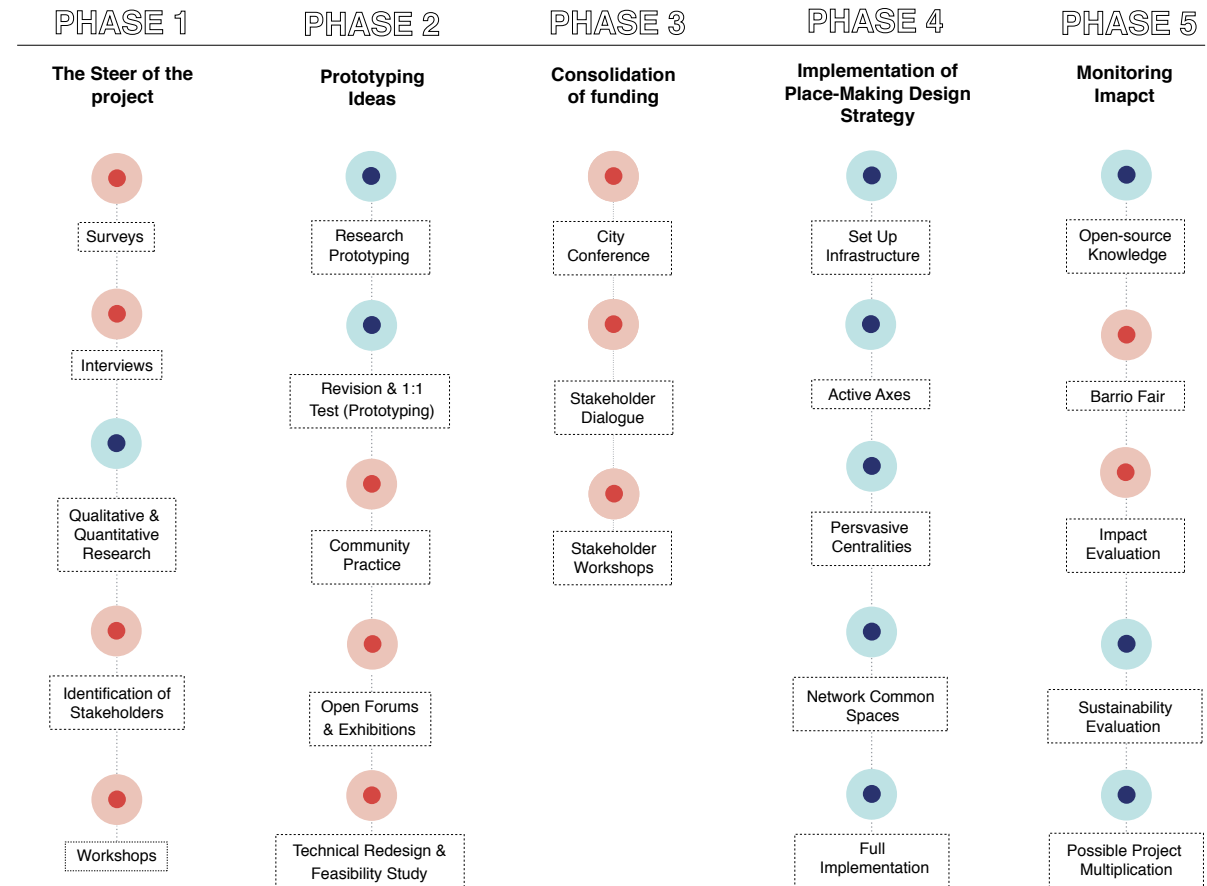 PHASE 1
The Steer of the
project
Surveys
Interviews
Qualitative &
Quantitative
Research
Identification of
Stakeholders
Workshops
PHASE 2
Prototyping
Ideas
Research
Prototyping
Revision & 1:1
Test (Prototyping)
Community
Practice
Open Forums
& Exhibitions
Technical Redesign &
Feasibility Study
PHASE 3
Consolidation
of funding
City
Conference
Stakeholder
Dialogue
Stakeholder
Workshops
PHASE 4
Implementation of
Place-Making Design
Strategy
Set Up
Infrastructure
Active Axes
Persvasive
Centralities
Network Common
Spaces
Full
Implementation
PHASE 5
Monitoring
Imapct
Open-source
Knowledge
Barrio Fair
Impact
Evaluation
Sustainability
Evaluation
Possible Project
Multiplication